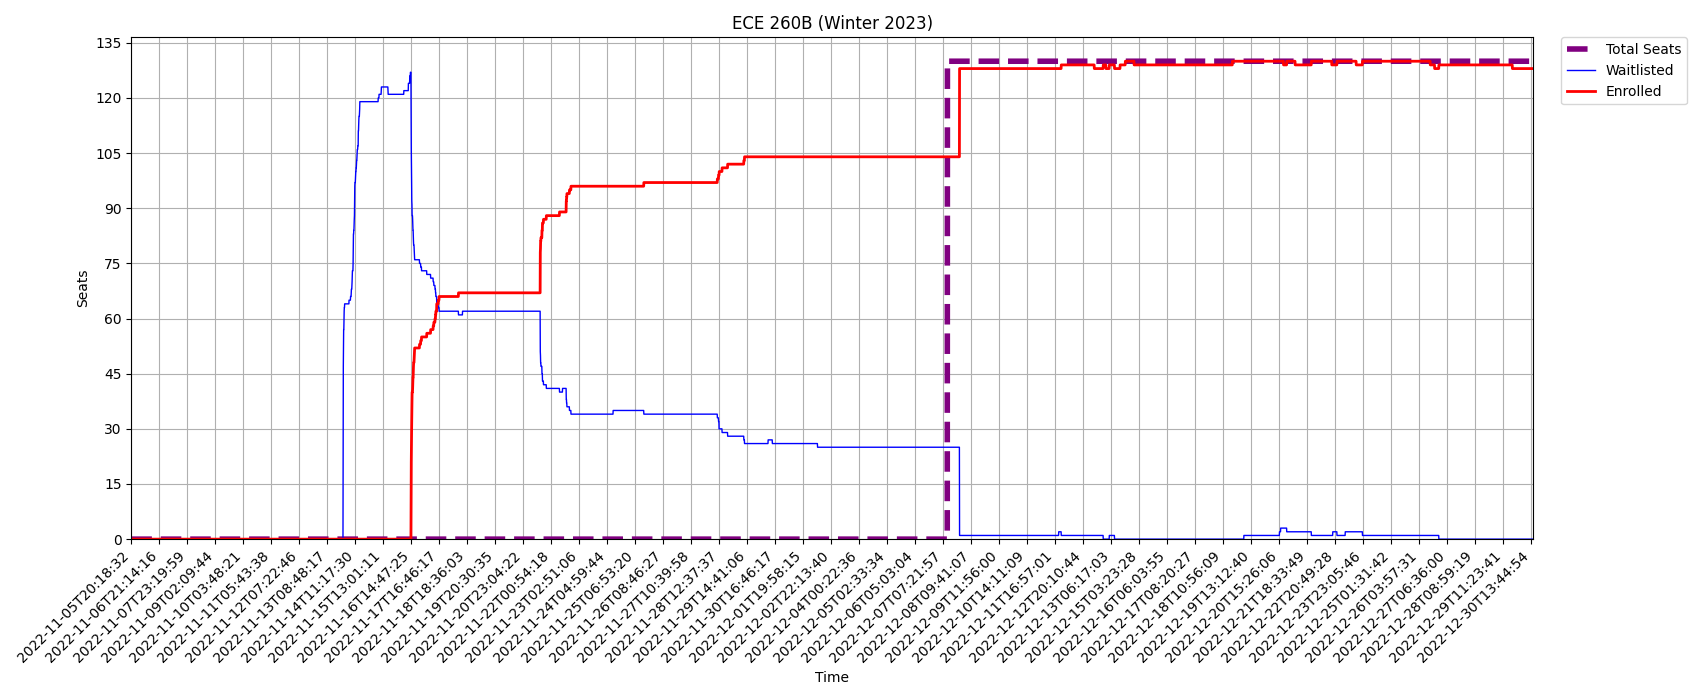 ECE 260B (Winter 2023)
Total Seats
Waitlisted
Enrolled
Seats
135
120
105
90
75
60
45
30
15
0
2022-11-05T20:18:32
2022-11-06T21:14:16
2022-11-07T23:19:59
2022-11-09T02:09:44
2022-11-10T03:48:21
2022-11-11T05:43:38
2022-11-12T07:22:46
2022-11-13T08:48:17
2022-11-14T11:17:30
2022-11-15T13:01:11
2022-11-16T14:47:25
2022-11-17T16:46:17
2022-11-18T18:36:03
2022-11-19T20:30:35
2022-11-20T23:04:22
2022-11-22T00:54:18
2022-11-23T02:51:06
2022-11-24T04:59:44
2022-11-25T06:53:20
2022-11-26T08:46:27
2022-11-27T10:39:58
2022-11-28T12:37:37
2022-11-29T14:41:06
2022-11-30T16:46:17
2022-12-01T19:58:15
2022-12-02T22:13:40
2022-12-04T00:22:36
2022-12-05T02:33:34
2022-12-06T05:03:04
2022-12-07T07:21:57
2022-12-08T09:41:07
2022-12-09T11:56:00
2022-12-10T14:11:09
2022-12-11T16:57:01
2022-12-12T20:10:44
2022-12-13T06:17:03
2022-12-15T03:23:28
2022-12-16T06:03:55
2022-12-17T08:20:27
2022-12-18T10:56:09
2022-12-19T13:12:40
2022-12-20T15:26:06
2022-12-21T18:33:49
2022-12-22T20:49:28
2022-12-23T23:05:46
2022-12-25T01:31:42
2022-12-26T03:57:31
2022-12-27T06:36:00
2022-12-28T08:59:19
2022-12-29T11:23:41
2022-12-30T13:44:54
Time